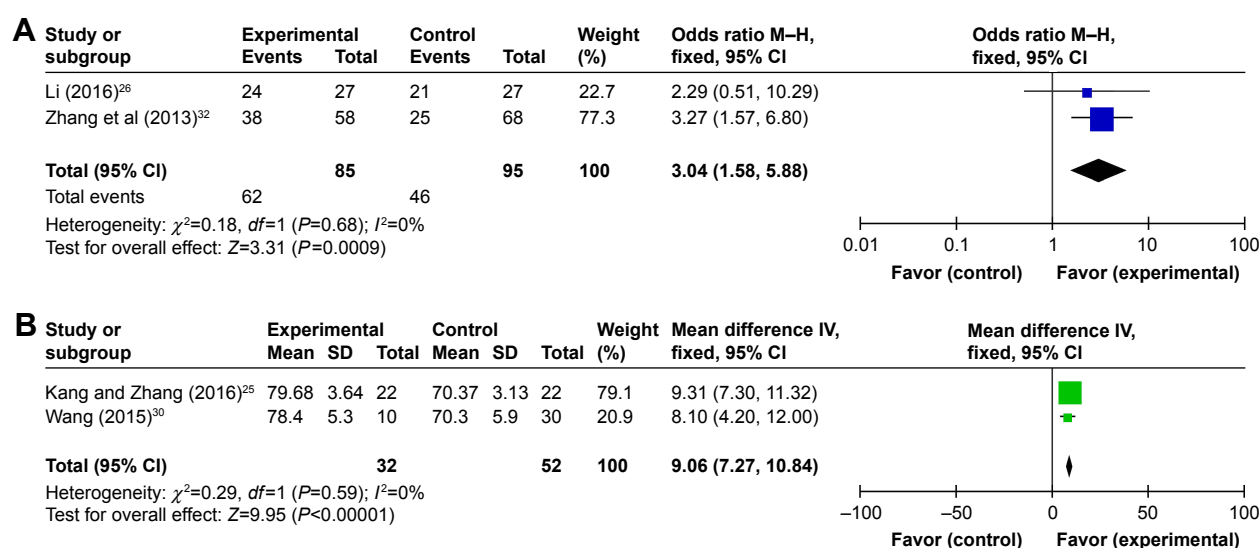 A Study or Experimental Control Weight Odds ratio M–H, Odds ratio M–H,
subgroup Events Total Events Total (%) fixed, 95% CI fixed, 95% CI
Li (2016)26 24 27 21 27 22.7 2.29 (0.51, 10.29)
Zhang et al (2013)32 38 58 25 68 77.3 3.27 (1.57, 6.80)
Total (95% CI) 85 95 100 3.04 (1.58, 5.88)
Total events 62 46
Heterogeneity: χ2=0.18, df=1 (P=0.68); I2=0%
Test for overall effect: Z=3.31 (P=0.0009)
0.01 0.1 1 10 100
Favor (control) Favor (experimental)
B Study or Experimental Control Weight Mean difference IV, Mean difference IV,
subgroup Mean SD Total Mean SD Total (%) fixed, 95% CI fixed, 95% CI
Kang and Zhang (2016)25 79.68 3.64 22 70.37 3.13 22 79.1 9.31 (7.30, 11.32)
Wang (2015)30 78.4 5.3 10 70.3 5.9 30 20.9 8.10 (4.20, 12.00)
Total (95% CI) 32 52 100 9.06 (7.27, 10.84)
Heterogeneity: χ2=0.29, df=1 (P=0.59); I2=0%
Test for overall effect: Z=9.95 (P<0.00001)
–100 –50 0 50 100
Favor (control) Favor (experimental)